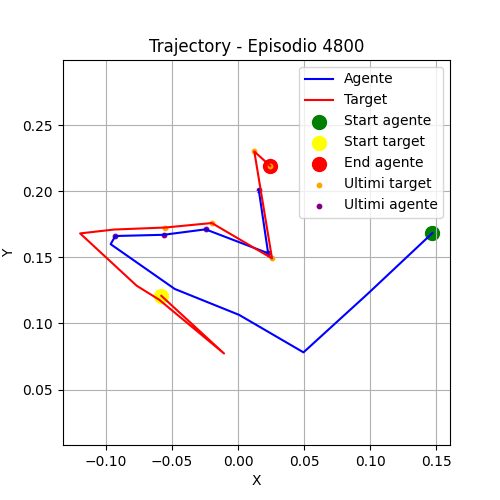 Trajectory - Episodio 4800
Agente
Target
Start agente
Start target
End agente
Ultimi target
Ultimi agente
0.25
0.20
0.15
0.10
0.05
Y
−0.10 −0.05 0.00 0.05 0.10 0.15
X